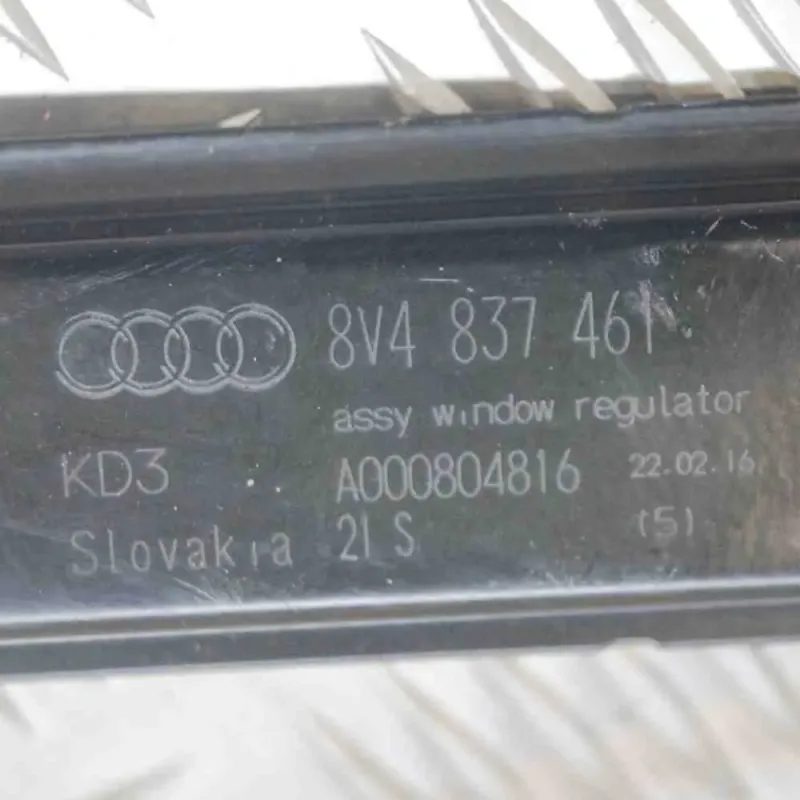 8V4 837 461
assy window regulator
KD3 A000804816 22.02.16
Slovakia 21 S (5)